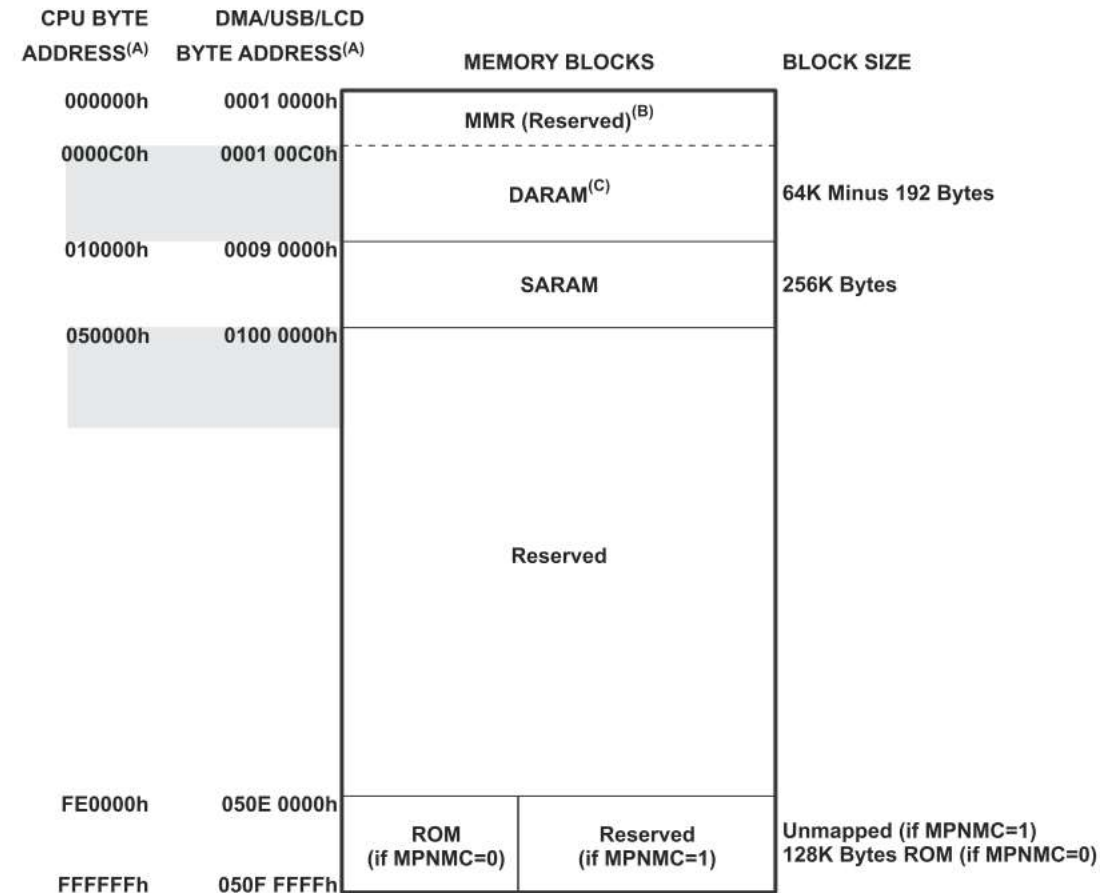 CPU BYTE ADDRESS(A)
DMA/USB/LCD BYTE ADDRESS(A)
MEMORY BLOCKS
BLOCK SIZE
000000h 0001 0000h
MMR (Reserved)(B)
0000C0h 0001 00C0h
DARAM(C)
64K Minus 192 Bytes
010000h 0009 0000h
SARAM
256K Bytes
050000h 0100 0000h
Reserved
FE0000h 050E 0000h
ROM
(if MPNMC=0)
Reserved
(if MPNMC=1)
Unmapped (if MPNMC=1)
128K Bytes ROM (if MPNMC=0)
FFFFFFh 050F FFFFh